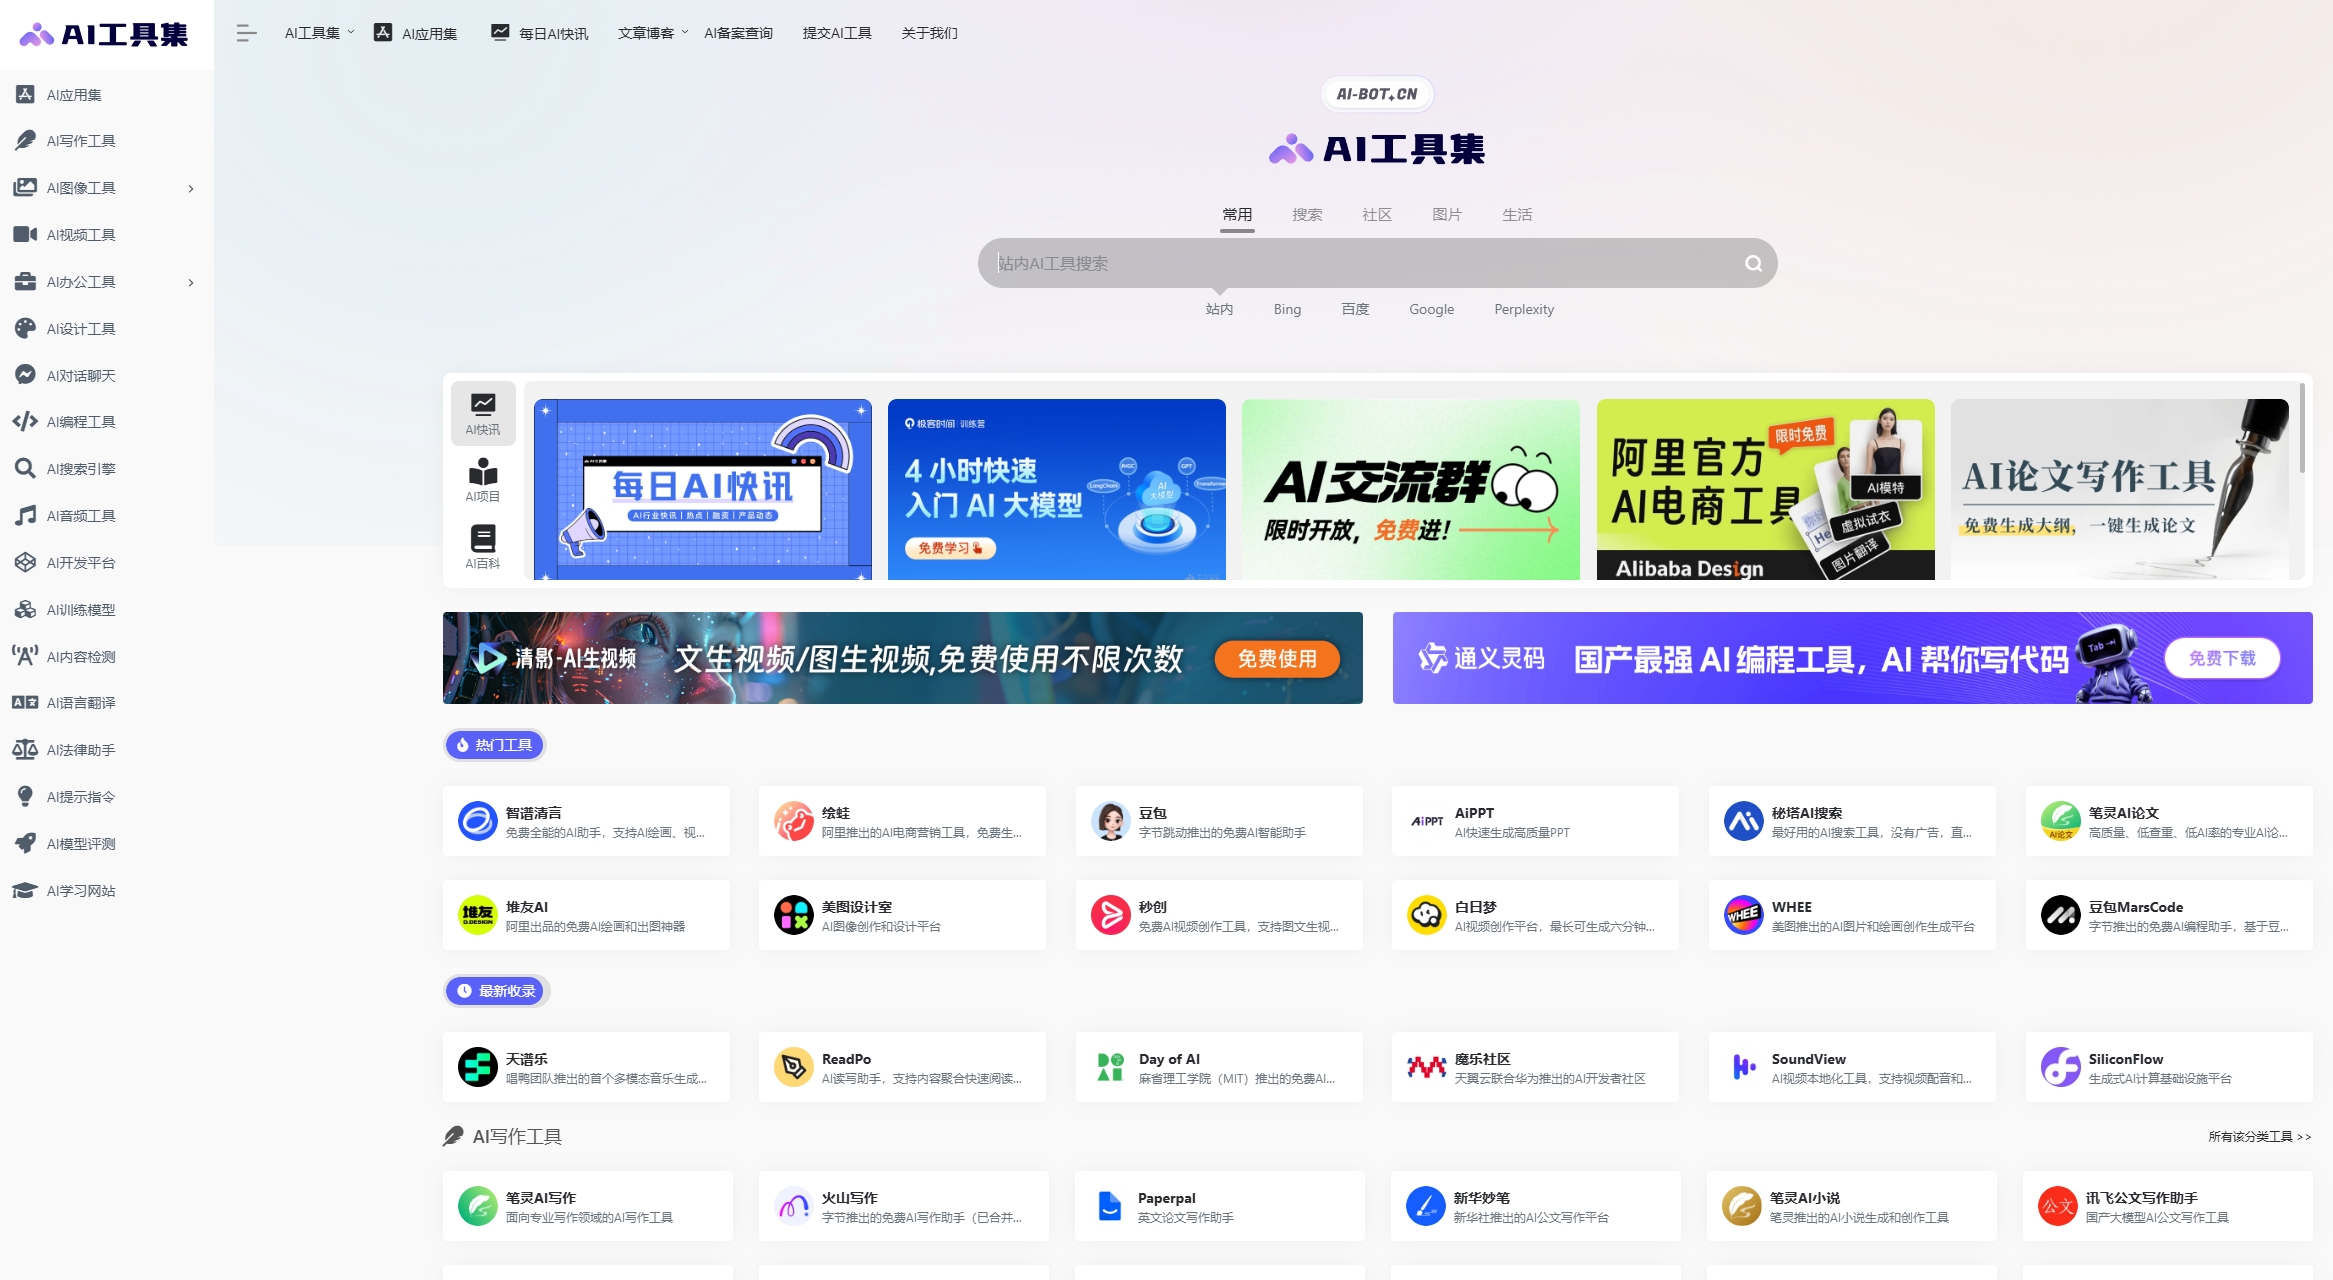 AI工具集
AI工具集
AI应用集
每日AI快讯
文章博客
AI备案查询
提交AI工具
关于我们
AI应用集
AI写作工具
AI图像工具
AI视频工具
AI办公工具
AI设计工具
AI对话聊天
AI编程工具
AI搜索引擎
AI音频工具
AI开发平台
AI训练模型
AI内容检测
AI语言翻译
AI法律助手
AI提示指令
AI模型评测
AI学习网站
AI-BOT.CN
AI工具集
常用 搜索 社区 图片 生活
站内AI工具搜索
站内 Bing 百度 Google Perplexity
AI快讯
AI项目
AI百科
每日AI快讯
AI行业快讯 | 热点 | 融资 | 产品动态
极客时间 训练营
4 小时快速
入门 AI 大模型
免费学习
AIGC
GPT
LangChain
Transformer
AI
大模型
AI交流群
限时开放，免费进！
阿里官方
AI电商工具
限时免费
AI模特
虚拟试衣
图片翻译
He
Alibaba Design
AI论文写作工具
免费生成大纲，一键生成论文
清影-AI生视频
文生视频/图生视频,免费使用不限次数
免费使用
通义灵码
国产最强 AI 编程工具，AI 帮你写代码
Tab
免费下载
热门工具
智谱清言
免费全能的AI助手，支持AI绘画、视...
绘蛙
阿里推出的AI电商营销工具，免费生...
豆包
字节跳动推出的免费AI智能助手
AiPPT
AiPPT
AI快速生成高质量PPT
秘塔AI搜索
最好用的AI搜索工具，没有广告，直...
AI论文
笔灵AI论文
高质量、低查重、低AI率的专业AI论...
堆友
D.DESIGN
堆友AI
阿里出品的免费AI绘画和出图神器
美图设计室
AI图像创作和设计平台
秒创
免费AI视频创作工具，支持图文生视...
白日梦
AI视频创作平台，最长可生成六分钟...
WHEE
WHEE
美图推出的AI图片和绘画创作生成平台
豆包MarsCode
字节推出的免费AI编程助手，基于豆...
最新收录
天谱乐
唱鸭团队推出的首个多模态音乐生成...
ReadPo
AI读写助手，支持内容聚合快速阅读...
Day of AI
麻省理工学院（MIT）推出的免费AI...
魔乐社区
天翼云联合华为推出的AI开发者社区
SoundView
AI视频本地化工具，支持视频配音和...
SiliconFlow
生成式AI计算基础设施平台
AI写作工具
所有该分类工具 >>
笔灵AI写作
面向专业写作领域的AI写作工具
火山写作
字节推出的免费AI写作助手（已合并...
Paperpal
英文论文写作助手
新华妙笔
新华社推出的AI公文写作平台
笔灵AI小说
笔灵推出的AI小说生成和创作工具
公文
讯飞公文写作助手
国产大模型AI公文写作工具